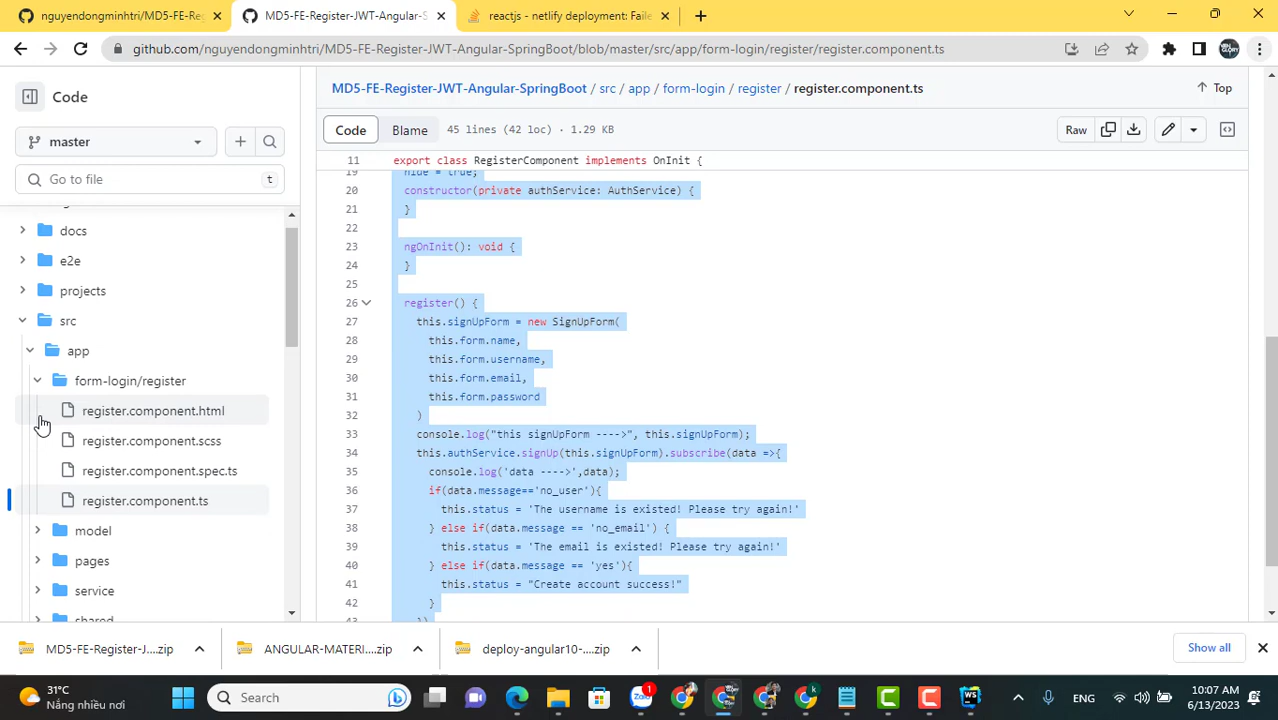 nguyendongminhtri/MD5-FE-Reg
MD5-FE-Register-JWT-Angular-S
reactjs - netlify deployment: Faile
github.com/nguyendongminhtri/MD5-FE-Register-JWT-Angular-SpringBoot/blob/master/src/app/form-login/register/register.component.ts
Code
master
Go to file
t
docs
e2e
projects
src
app
form-login/register
register.component.html
register.component.scss
register.component.spec.ts
register.component.ts
model
pages
service
shared
MD5-FE-Register-JWT-Angular-SpringBoot / src / app / form-login / register / register.component.ts
Top
Code
Blame
45 lines (42 loc) · 1.29 KB
Raw
11 export class RegisterComponent implements OnInit {
19 hide = true;
20 constructor(private authService: AuthService) {
21 }
22
23 ngOnInit(): void {
24 }
25
26 register() {
27 this.signUpForm = new SignUpForm(
28 this.form.name,
29 this.form.username,
30 this.form.email,
31 this.form.password
32 )
33 console.log("this signUpForm ---->", this.signUpForm);
34 this.authService.signUp(this.signUpForm).subscribe(data =>{
35 console.log('data ---->',data);
36 if(data.message=='no_user'){
37 this.status = 'The username is existed! Please try again!'
38 } else if(data.message == 'no_email') {
39 this.status = 'The email is existed! Please try again!'
40 } else if(data.message == 'yes'){
41 this.status = "Create account success!"
42 }
43 })
MD5-FE-Register-J....zip
ANGULAR-MATERI....zip
deploy-angular10-....zip
Show all
31°C
Nắng nhiều nơi
Search
1
ENG
10:07 AM
6/13/2023